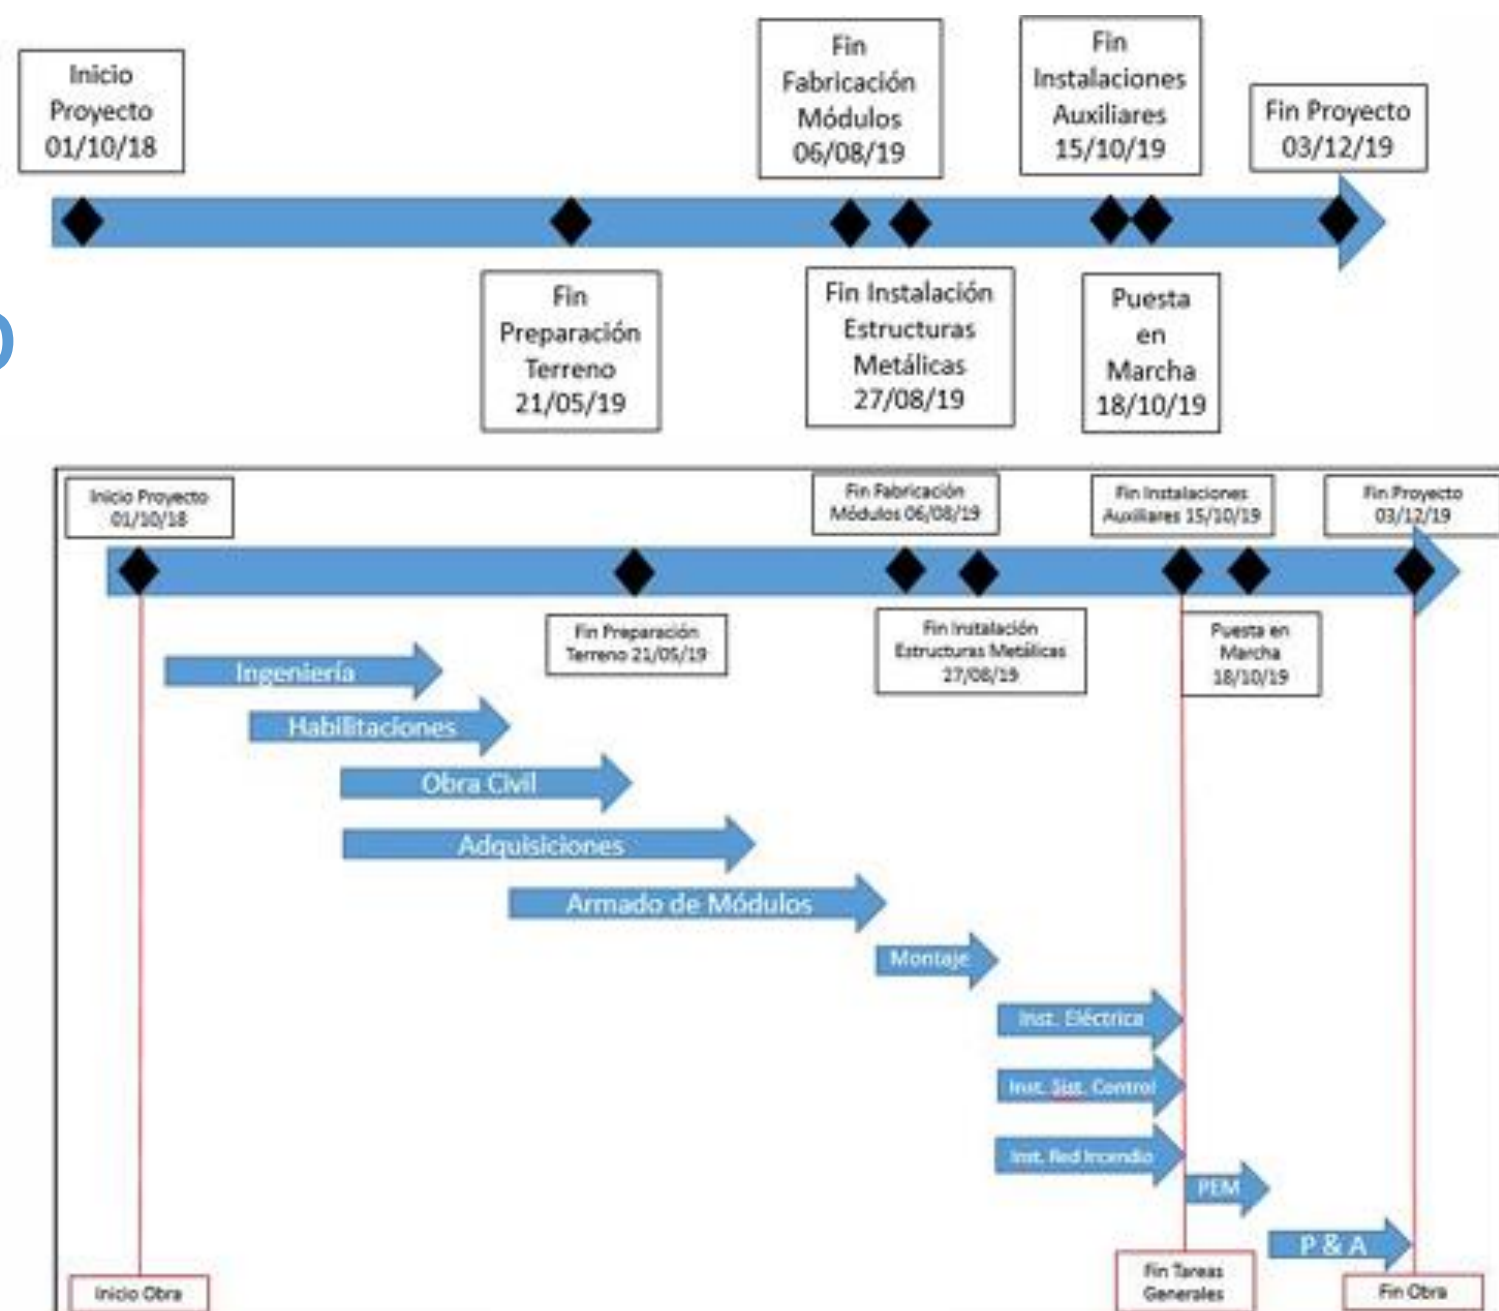 Inicio
Proyecto
01/10/18
Fin
Fabricación
Módulos
06/08/19
Fin
Instalaciones
Auxiliares
15/10/19
Fin Proyecto
03/12/19
Fin
Preparación
Terreno
21/05/19
Fin Instalación
Estructuras
Metálicas
27/08/19
Puesta
en
Marcha
18/10/19
Inicio Proyecto
01/10/18
Fin Fabricación
Módulos 06/08/19
Fin Instalaciones
Auxiliares 15/10/19
Fin Proyecto
03/12/19
Fin Preparación
Terreno 21/05/19
Fin Instalación
Estructuras Metálicas
27/08/19
Puesta en
Marcha
18/10/19
Ingeniería
Habilitaciones
Obra Civil
Adquisiciones
Armado de Módulos
Montaje
Inst. Eléctrica
Inst. Sist. Control
Inst. Red Incendio
PEM
P & A
Inicio Obra
Fin Tareas
Generales
Fin Obra